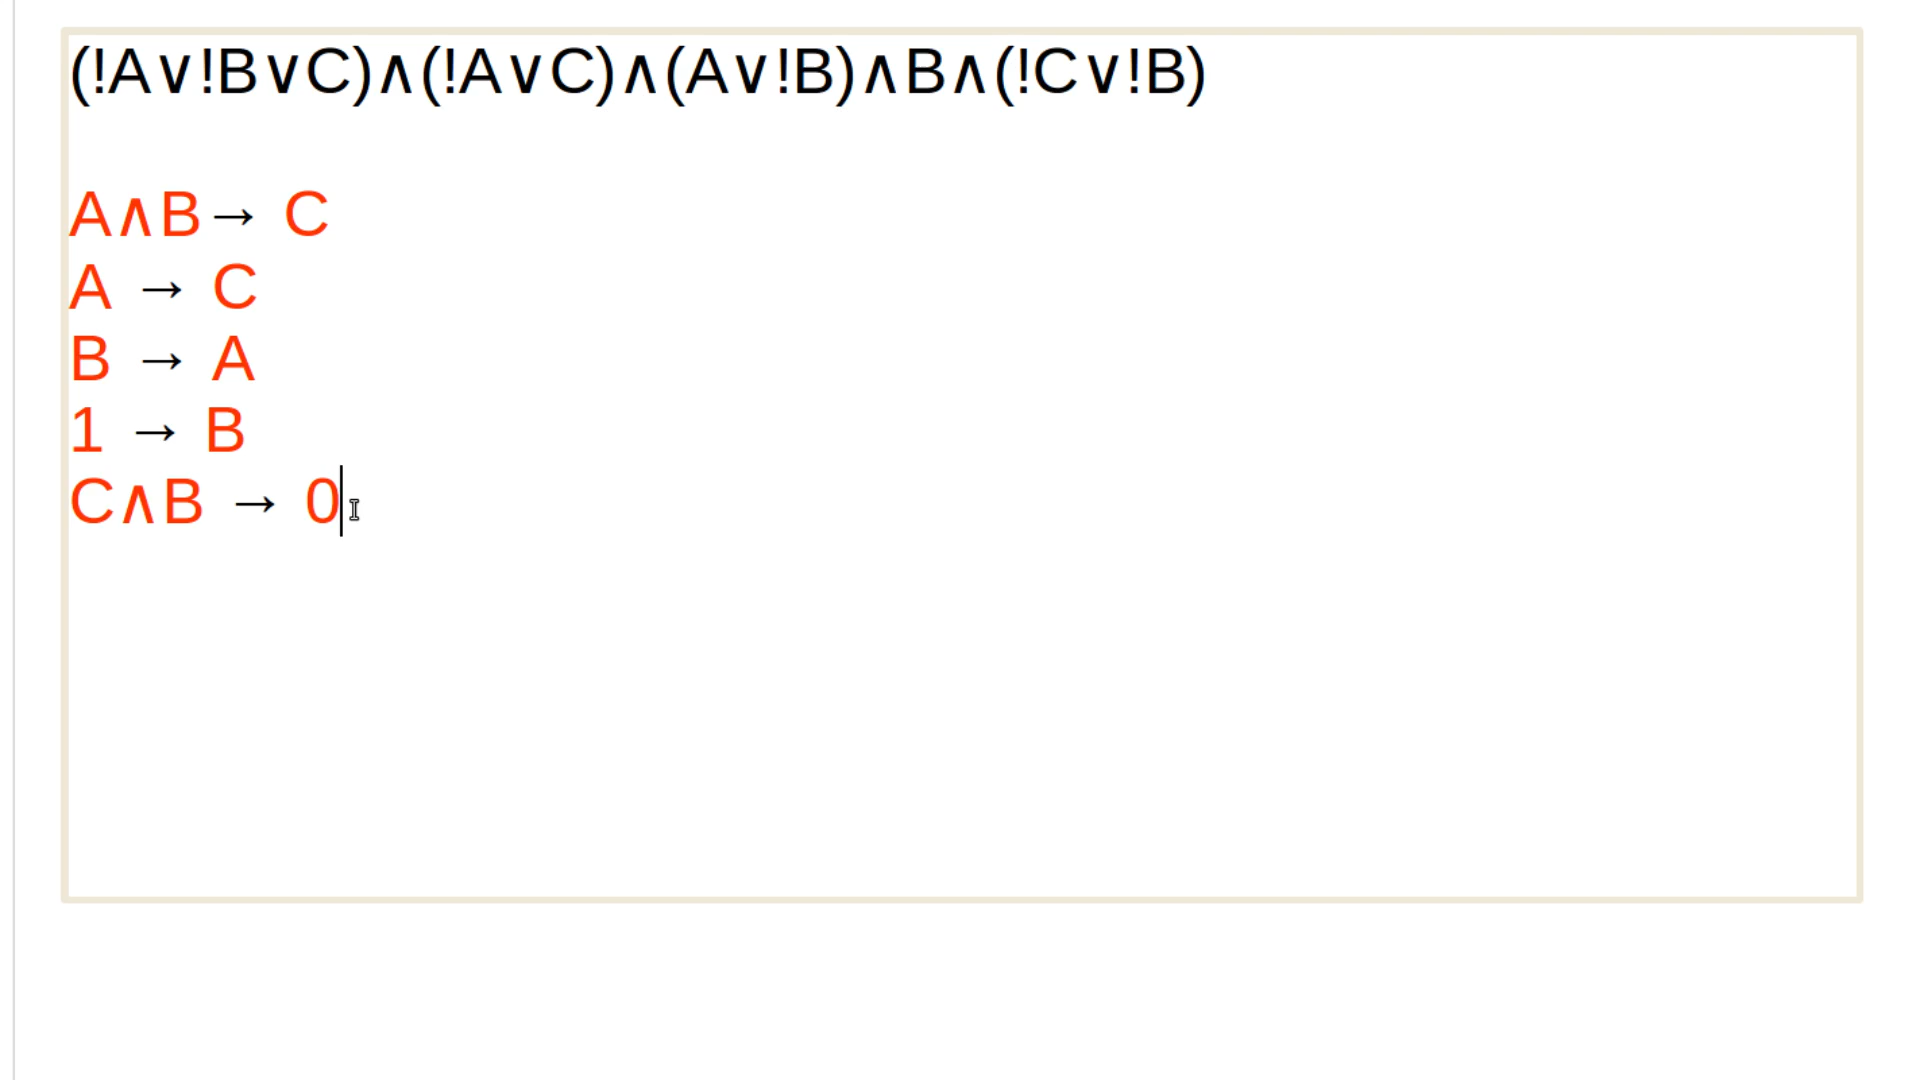 (!A∨!B∨C)∧(!A∨C)∧(A∨!B)∧B∧(!C∨!B)
A∧B→ C
A → C
B → A
1 → B
C∧B → 0